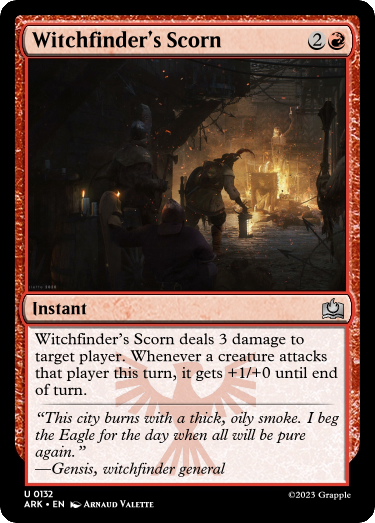 Witchfinder's Scorn 2
Instant
Witchfinder's Scorn deals 3 damage to
target player. Whenever a creature attacks
that player this turn, it gets +1/+0 until end
of turn.
“This city burns with a thick, oily smoke. I beg
the Eagle for the day when all will be pure
again.”
—Gensis, witchfinder general
U 0132
ARK • EN Arnaud Valette
©2023 Grapple